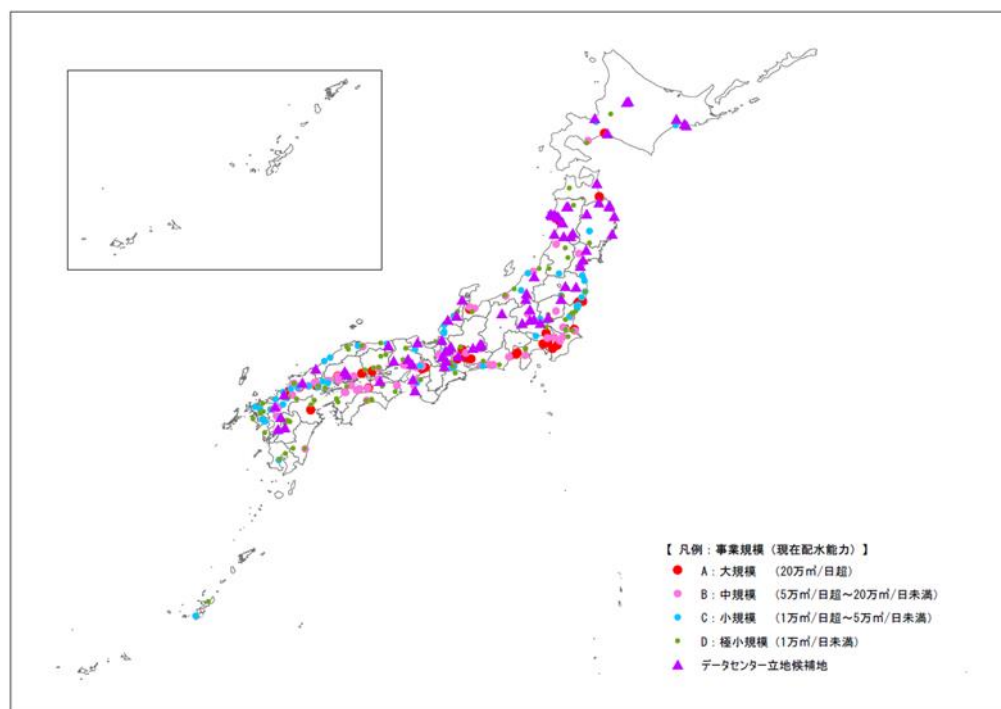 【 凡例:事業規模(現在配水能力)】
A:大規模 (20万㎥/日超)
B:中規模 (5万㎥/日超~20万㎥/日未満)
C:小規模 (1万㎥/日超~5万㎥/日未満)
D:極小規模(1万㎥/日未満)
データセンター立地候補地